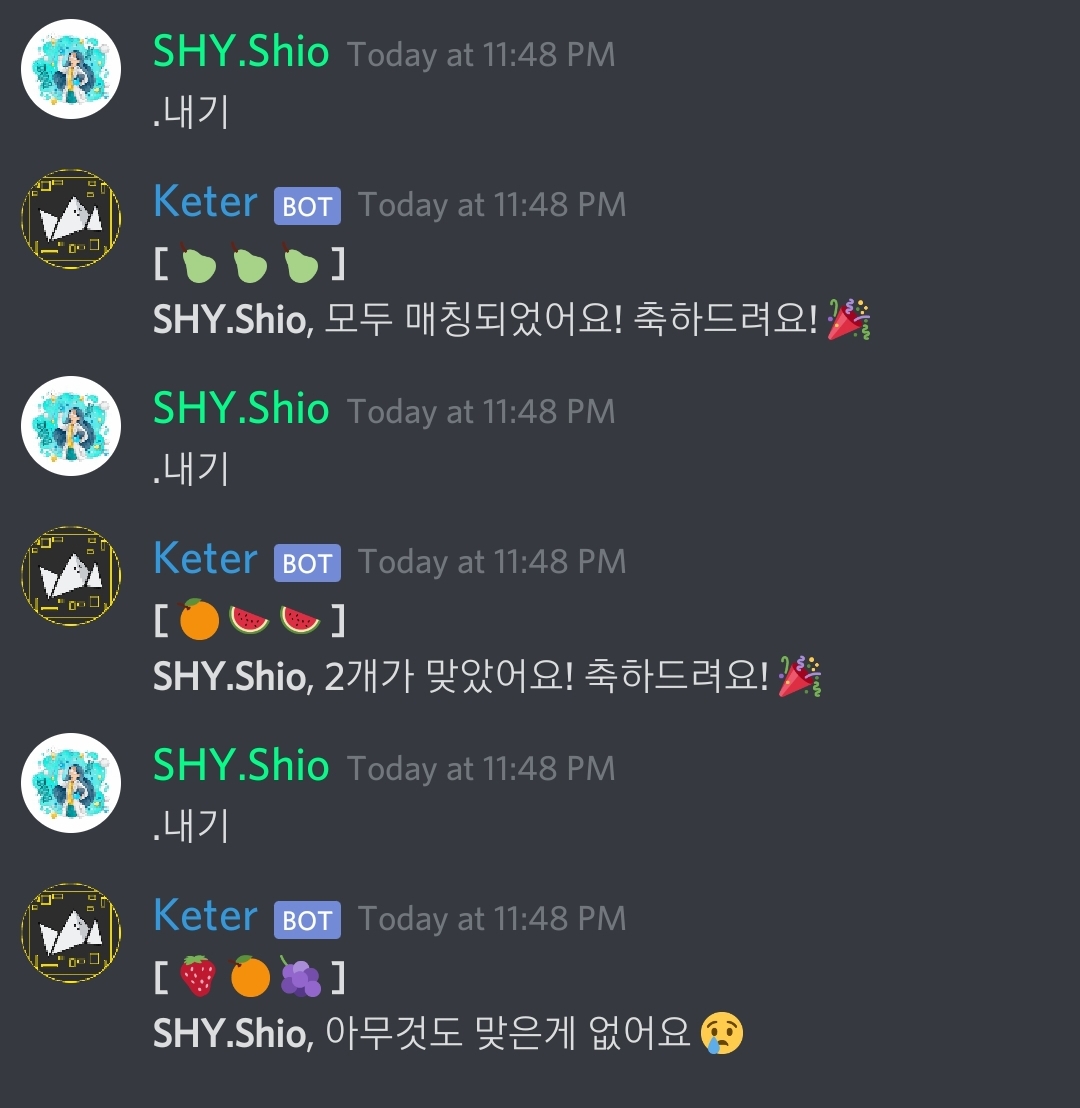 SHY.Shio Today at 11:48 PM
.내기
Keter BOT Today at 11:48 PM
[ 🍐🍐🍐 ]
SHY.Shio, 모두 매칭되었어요! 축하드려요!🎉
SHY.Shio Today at 11:48 PM
.내기
Keter BOT Today at 11:48 PM
[ 🍊🍉🍉 ]
SHY.Shio, 2개가 맞았어요! 축하드려요!🎉
SHY.Shio Today at 11:48 PM
.내기
Keter BOT Today at 11:48 PM
[ 🍓🍊🍇 ]
SHY.Shio, 아무것도 맞은게 없어요😢